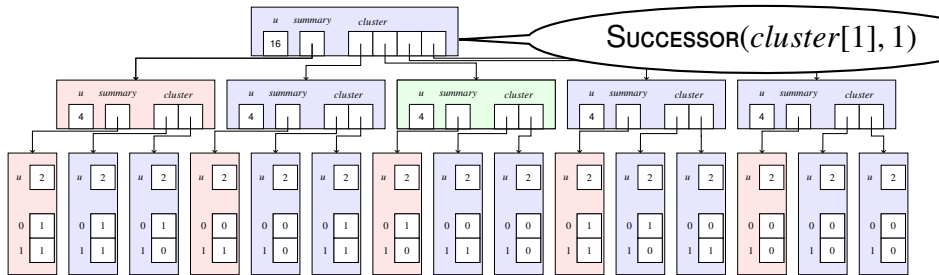 u summary cluster
16
SUCCESSOR(cluster[1], 1)
u summary cluster u summary cluster u summary cluster u summary cluster u summary cluster
4 4 4 4 4
u 2 u 2 u 2 u 2 u 2 u 2 u 2 u 2 u 2 u 2 u 2 u 2 u 2 u 2 u 2
0 1 0 1 0 1 0 0 0 0 0 1 0 1 0 0 0 0 0 1 0 0 0 0 0 0 0 0 0 0
1 1 1 1 1 0 1 1 1 0 1 1 1 0 1 1 1 0 1 1 1 1 1 1 1 0 1 0 1 0